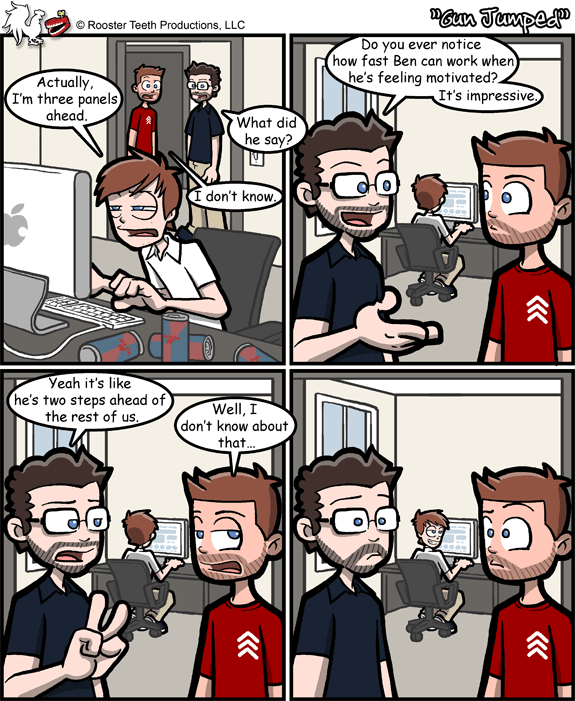 © Rooster Teeth Productions, LLC
"Gun Jumped"
Actually,
I'm three panels
ahead.
What did
he say?
I don't know.
Do you ever notice
how fast Ben can work when
he's feeling motivated?
It's impressive.
Yeah it's like
he's two steps ahead of
the rest of us.
Well, I
don't know about
that...